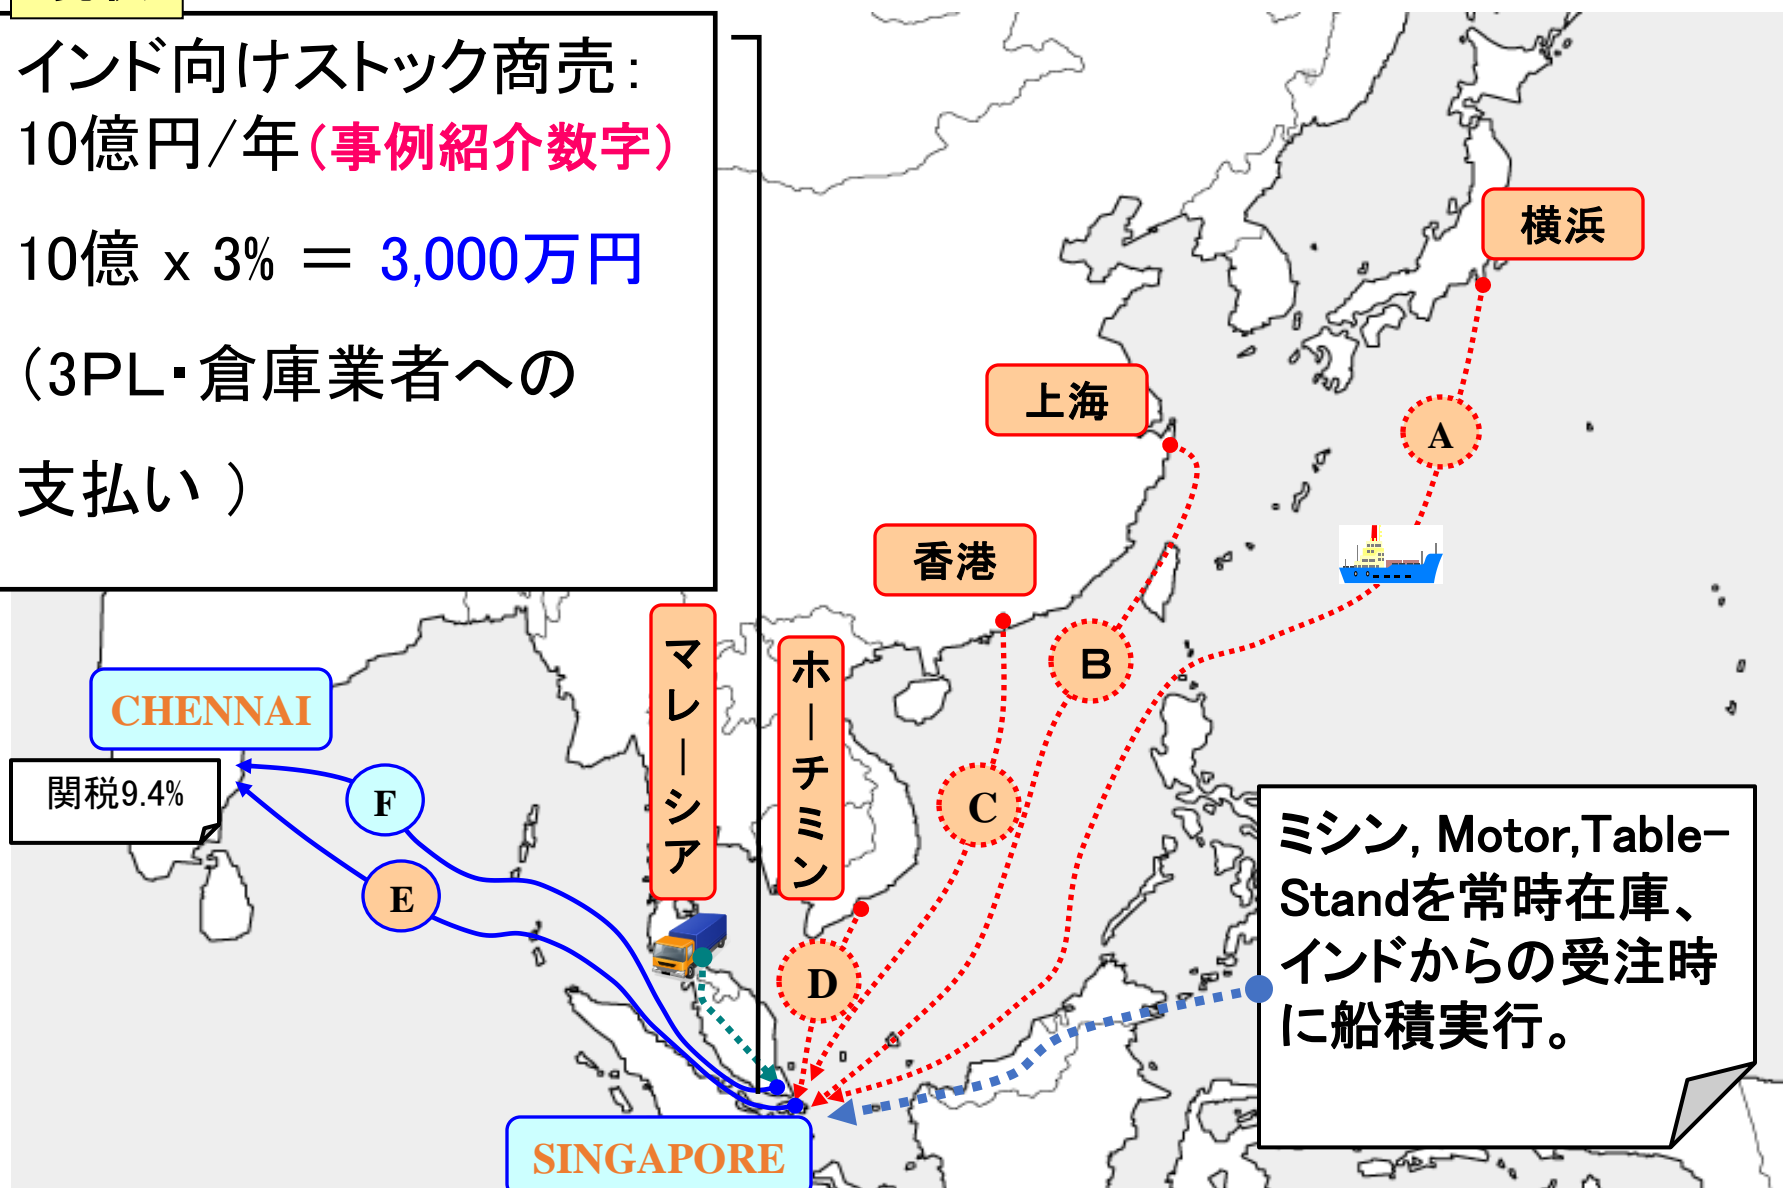 インド向けストック商売：
10億円/年（事例紹介数字）
10億 x 3% ＝ 3,000万円
（3PL・倉庫業者への
支払い ）
横浜
上海
A
香港
B
マレーシア
ホーチミン
CHENNAI
関税9.4%
F
C
E
D
ミシン, Motor,Table-
Standを常時在庫、
インドからの受注時
に船積実行。
SINGAPORE